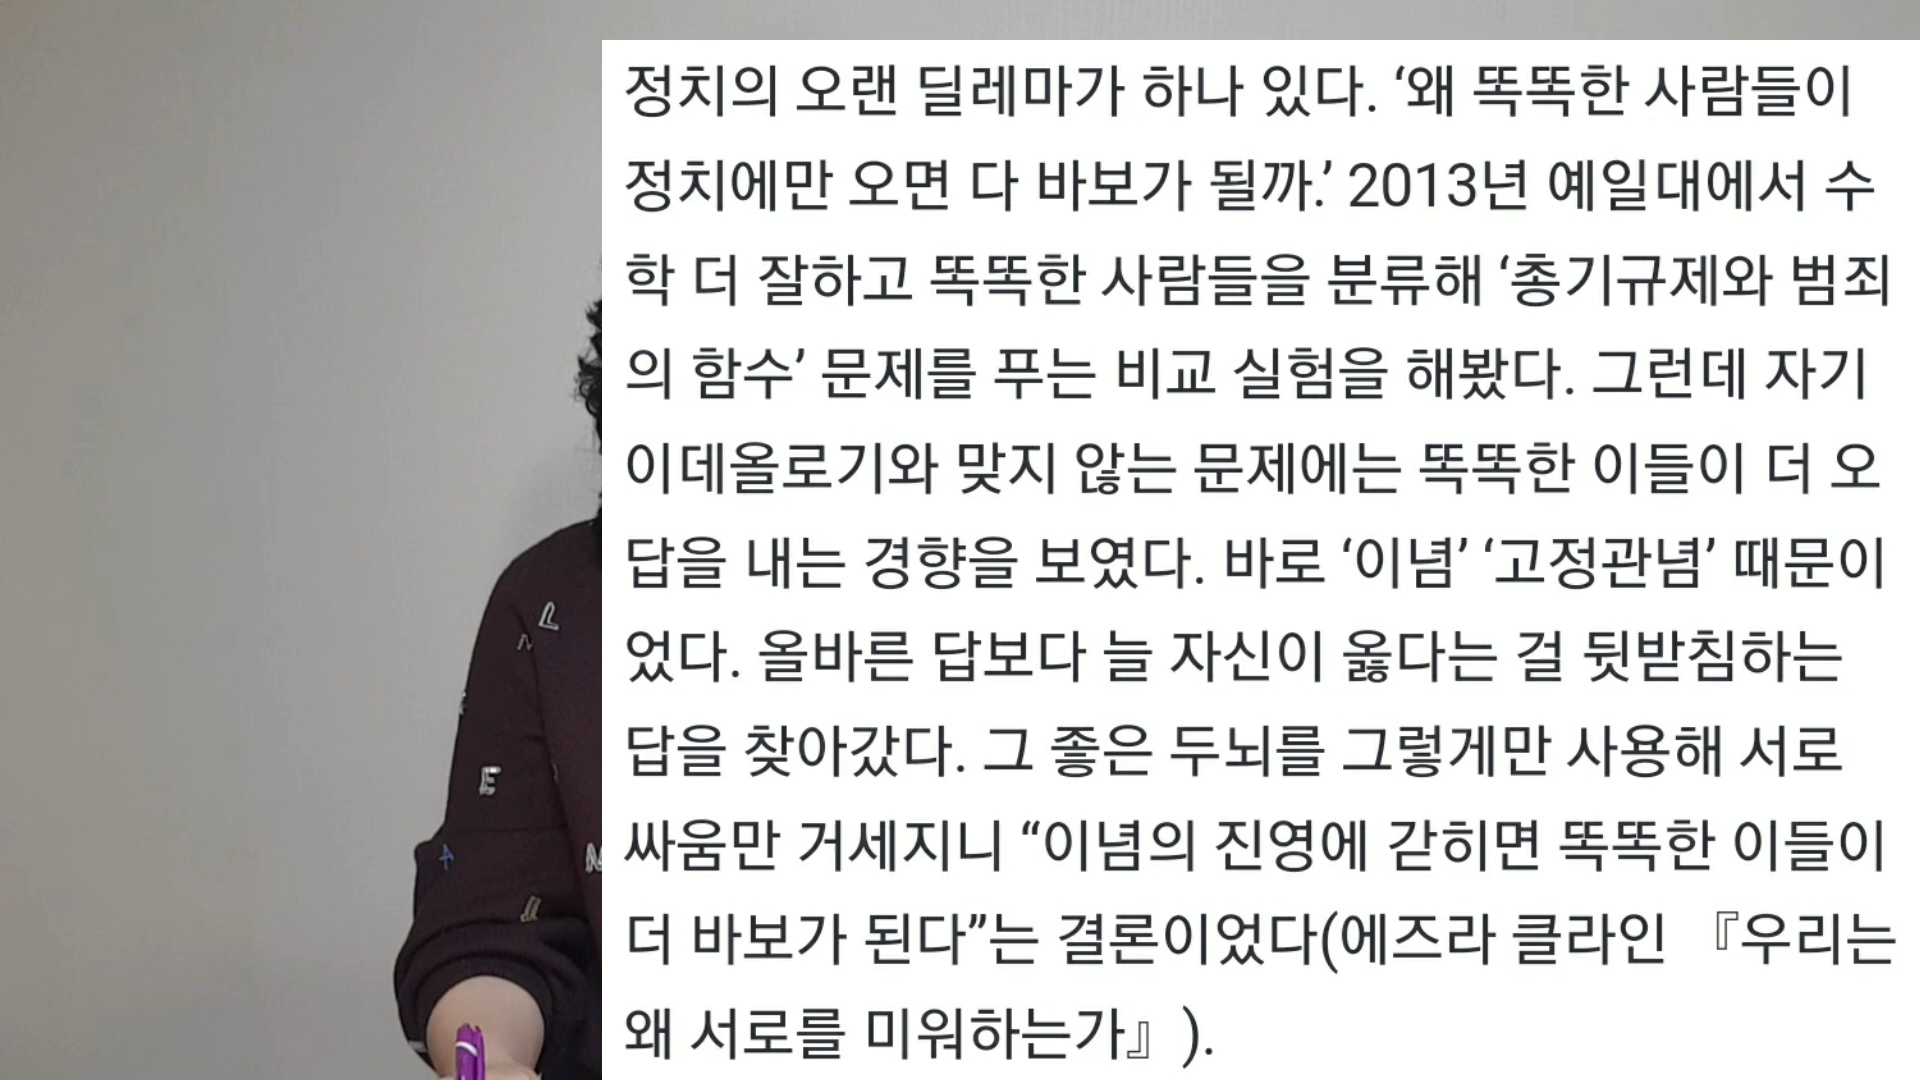 정치의 오랜 딜레마가 하나 있다. ‘왜 똑똑한 사람들이
정치에만 오면 다 바보가 될까.’ 2013년 예일대에서 수
학 더 잘하고 똑똑한 사람들을 분류해 ‘총기규제와 범죄
의 함수’ 문제를 푸는 비교 실험을 해봤다. 그런데 자기
이데올로기와 맞지 않는 문제에는 똑똑한 이들이 더 오
답을 내는 경향을 보였다. 바로 ‘이념’ ‘고정관념’ 때문이
었다. 올바른 답보다 늘 자신이 옳다는 걸 뒷받침하는
답을 찾아갔다. 그 좋은 두뇌를 그렇게만 사용해 서로
싸움만 거세지니 “이념의 진영에 갇히면 똑똑한 이들이
더 바보가 된다”는 결론이었다(에즈라 클라인 『우리는
왜 서로를 미워하는가』).
L
N
E
A